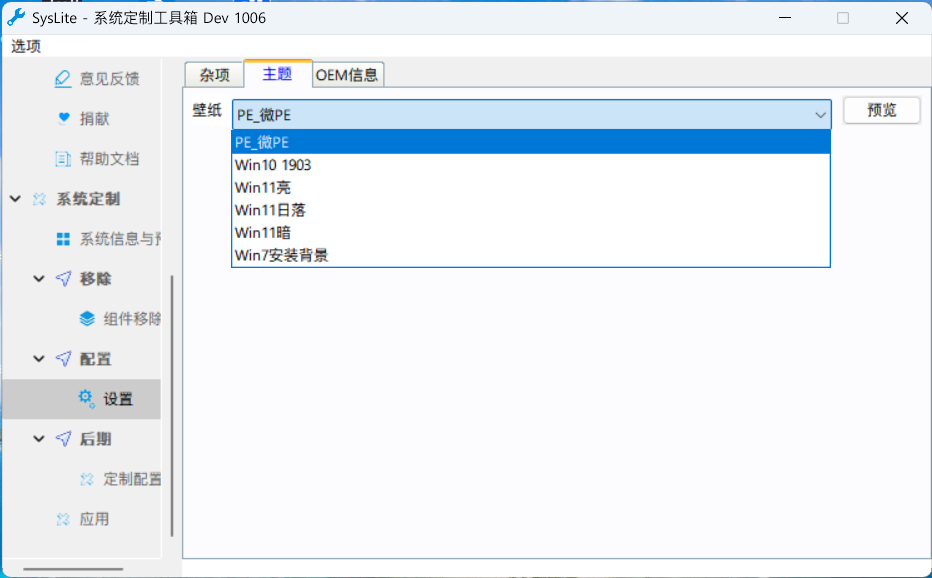 SysLite - 系统定制工具箱 Dev 1006
选项
意见反馈
捐献
帮助文档
系统定制
系统信息与
移除
组件移除
配置
设置
后期
定制配置
应用
杂项 主题 OEM信息
壁纸 PE_微PE 预览
PE_微PE
Win10 1903
Win11亮
Win11日落
Win11暗
Win7安装背景